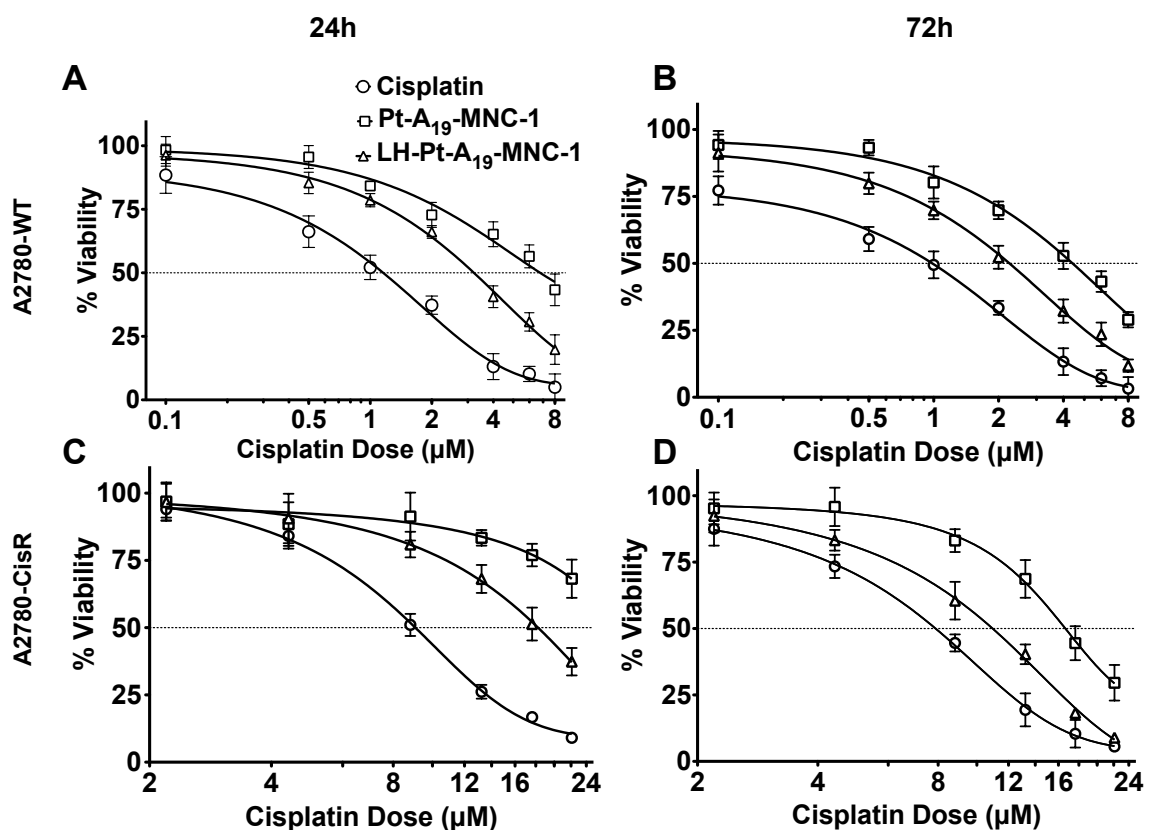 24h
72h
A
Cisplatin
Pt-A₁₉-MNC-1
LH-Pt-A₁₉-MNC-1
A2780-WT
% Viability
100
75
50
25
0
0.1
0.5
1
2
4
8
Cisplatin Dose (µM)
B
% Viability
100
75
50
25
0
0.1
0.5
1
2
4
8
Cisplatin Dose (µM)
C
A2780-CisR
% Viability
100
75
50
25
0
2
4
8
12
16
24
Cisplatin Dose (µM)
D
% Viability
100
75
50
25
0
2
4
8
12
16
24
Cisplatin Dose (µM)